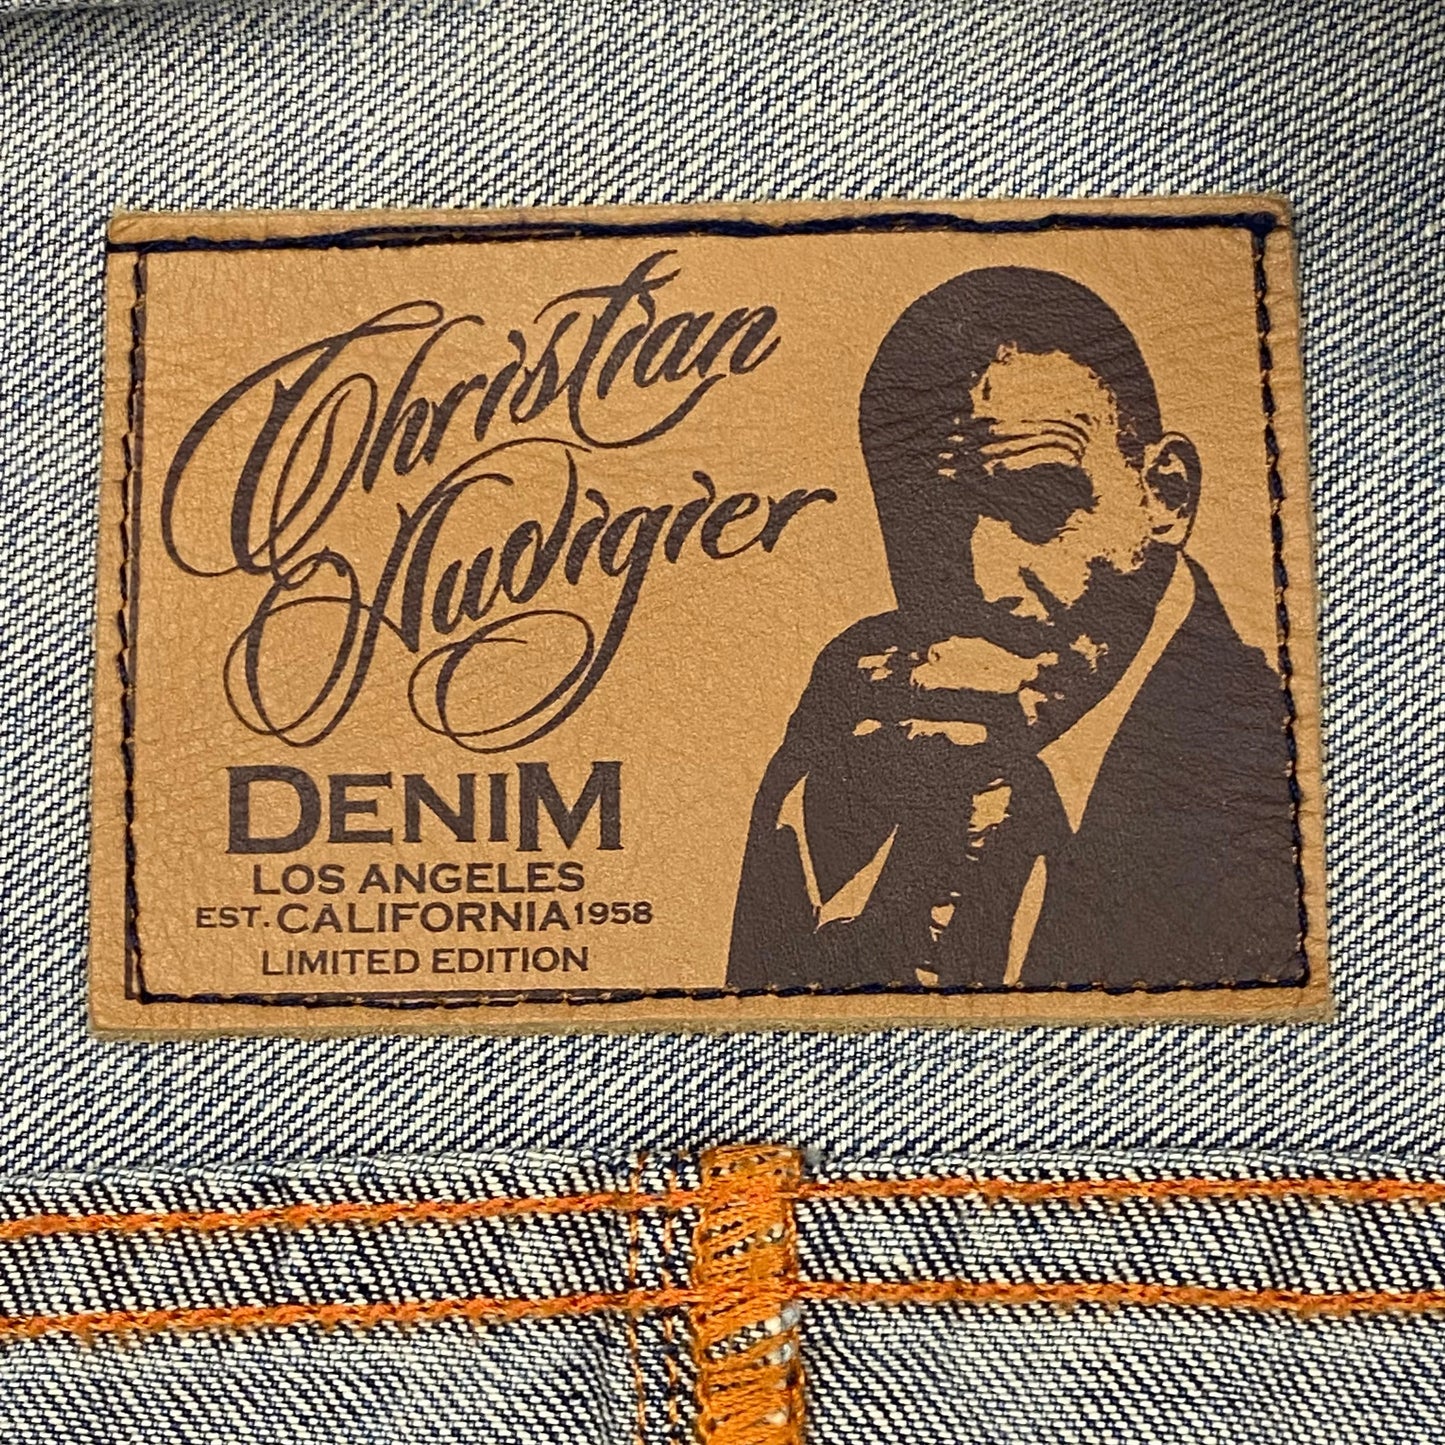 Christian
Audigier
DENIM
LOS ANGELES
EST. CALIFORNIA 1958
LIMITED EDITION